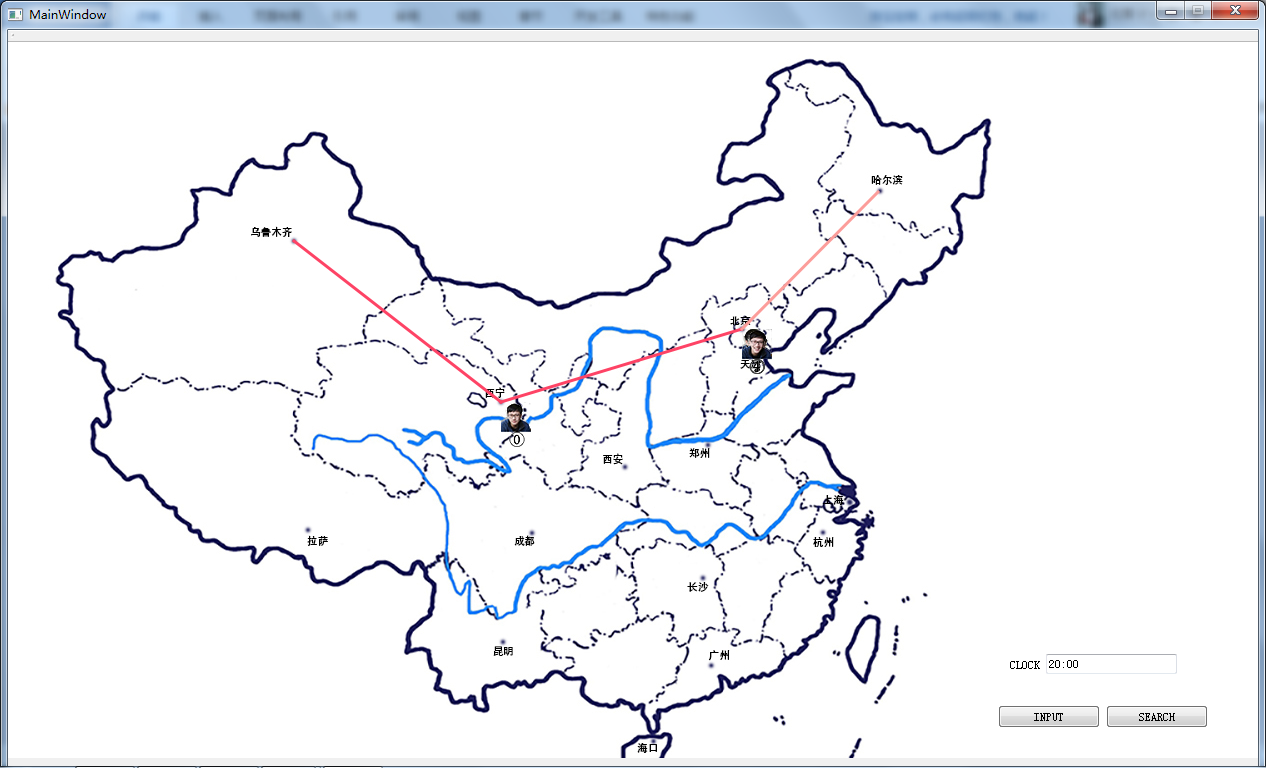 MainWindow
哈尔滨
乌鲁木齐
北京
天津
西宁
0
郑州
西安
上海
拉萨
成都
杭州
长沙
昆明
广州
CLOCK 20:00
INPUT SEARCH
海口